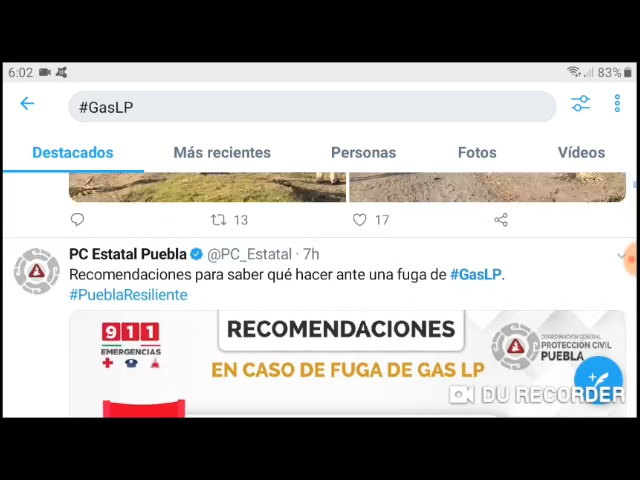 6:02
83%
#GasLP
Destacados
Más recientes
Personas
Fotos
Vídeos
13
17
PC Estatal Puebla @PC_Estatal · 7h
Recomendaciones para saber qué hacer ante una fuga de #GasLP.
#PueblaResiliente
911
EMERGENCIAS
RECOMENDACIONES
EN CASO DE FUGA DE GAS LP
COORDINACIÓN GENERAL
PROTECCIÓN CIVIL
PUEBLA
DU RECORDER